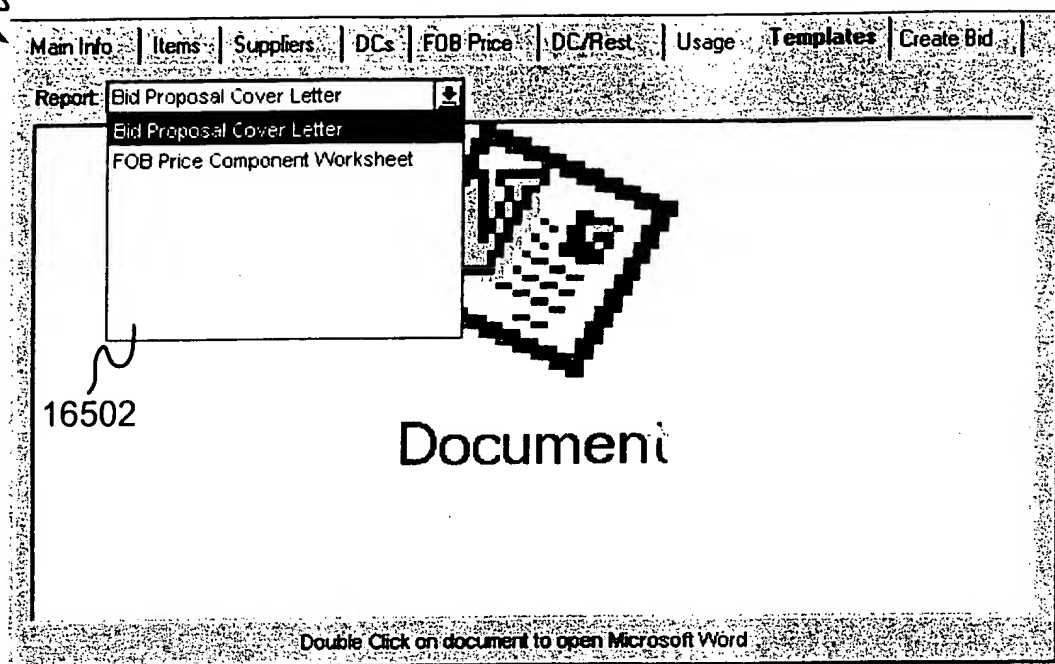 Main Info Items Suppliers DCs FOB Price DC/Rest. Usage Templates Create Bid
Report: Bid Proposal Cover Letter
Bid Proposal Cover Letter
FOB Price Component Worksheet
16502
Document
Double Click on document to open Microsoft Word